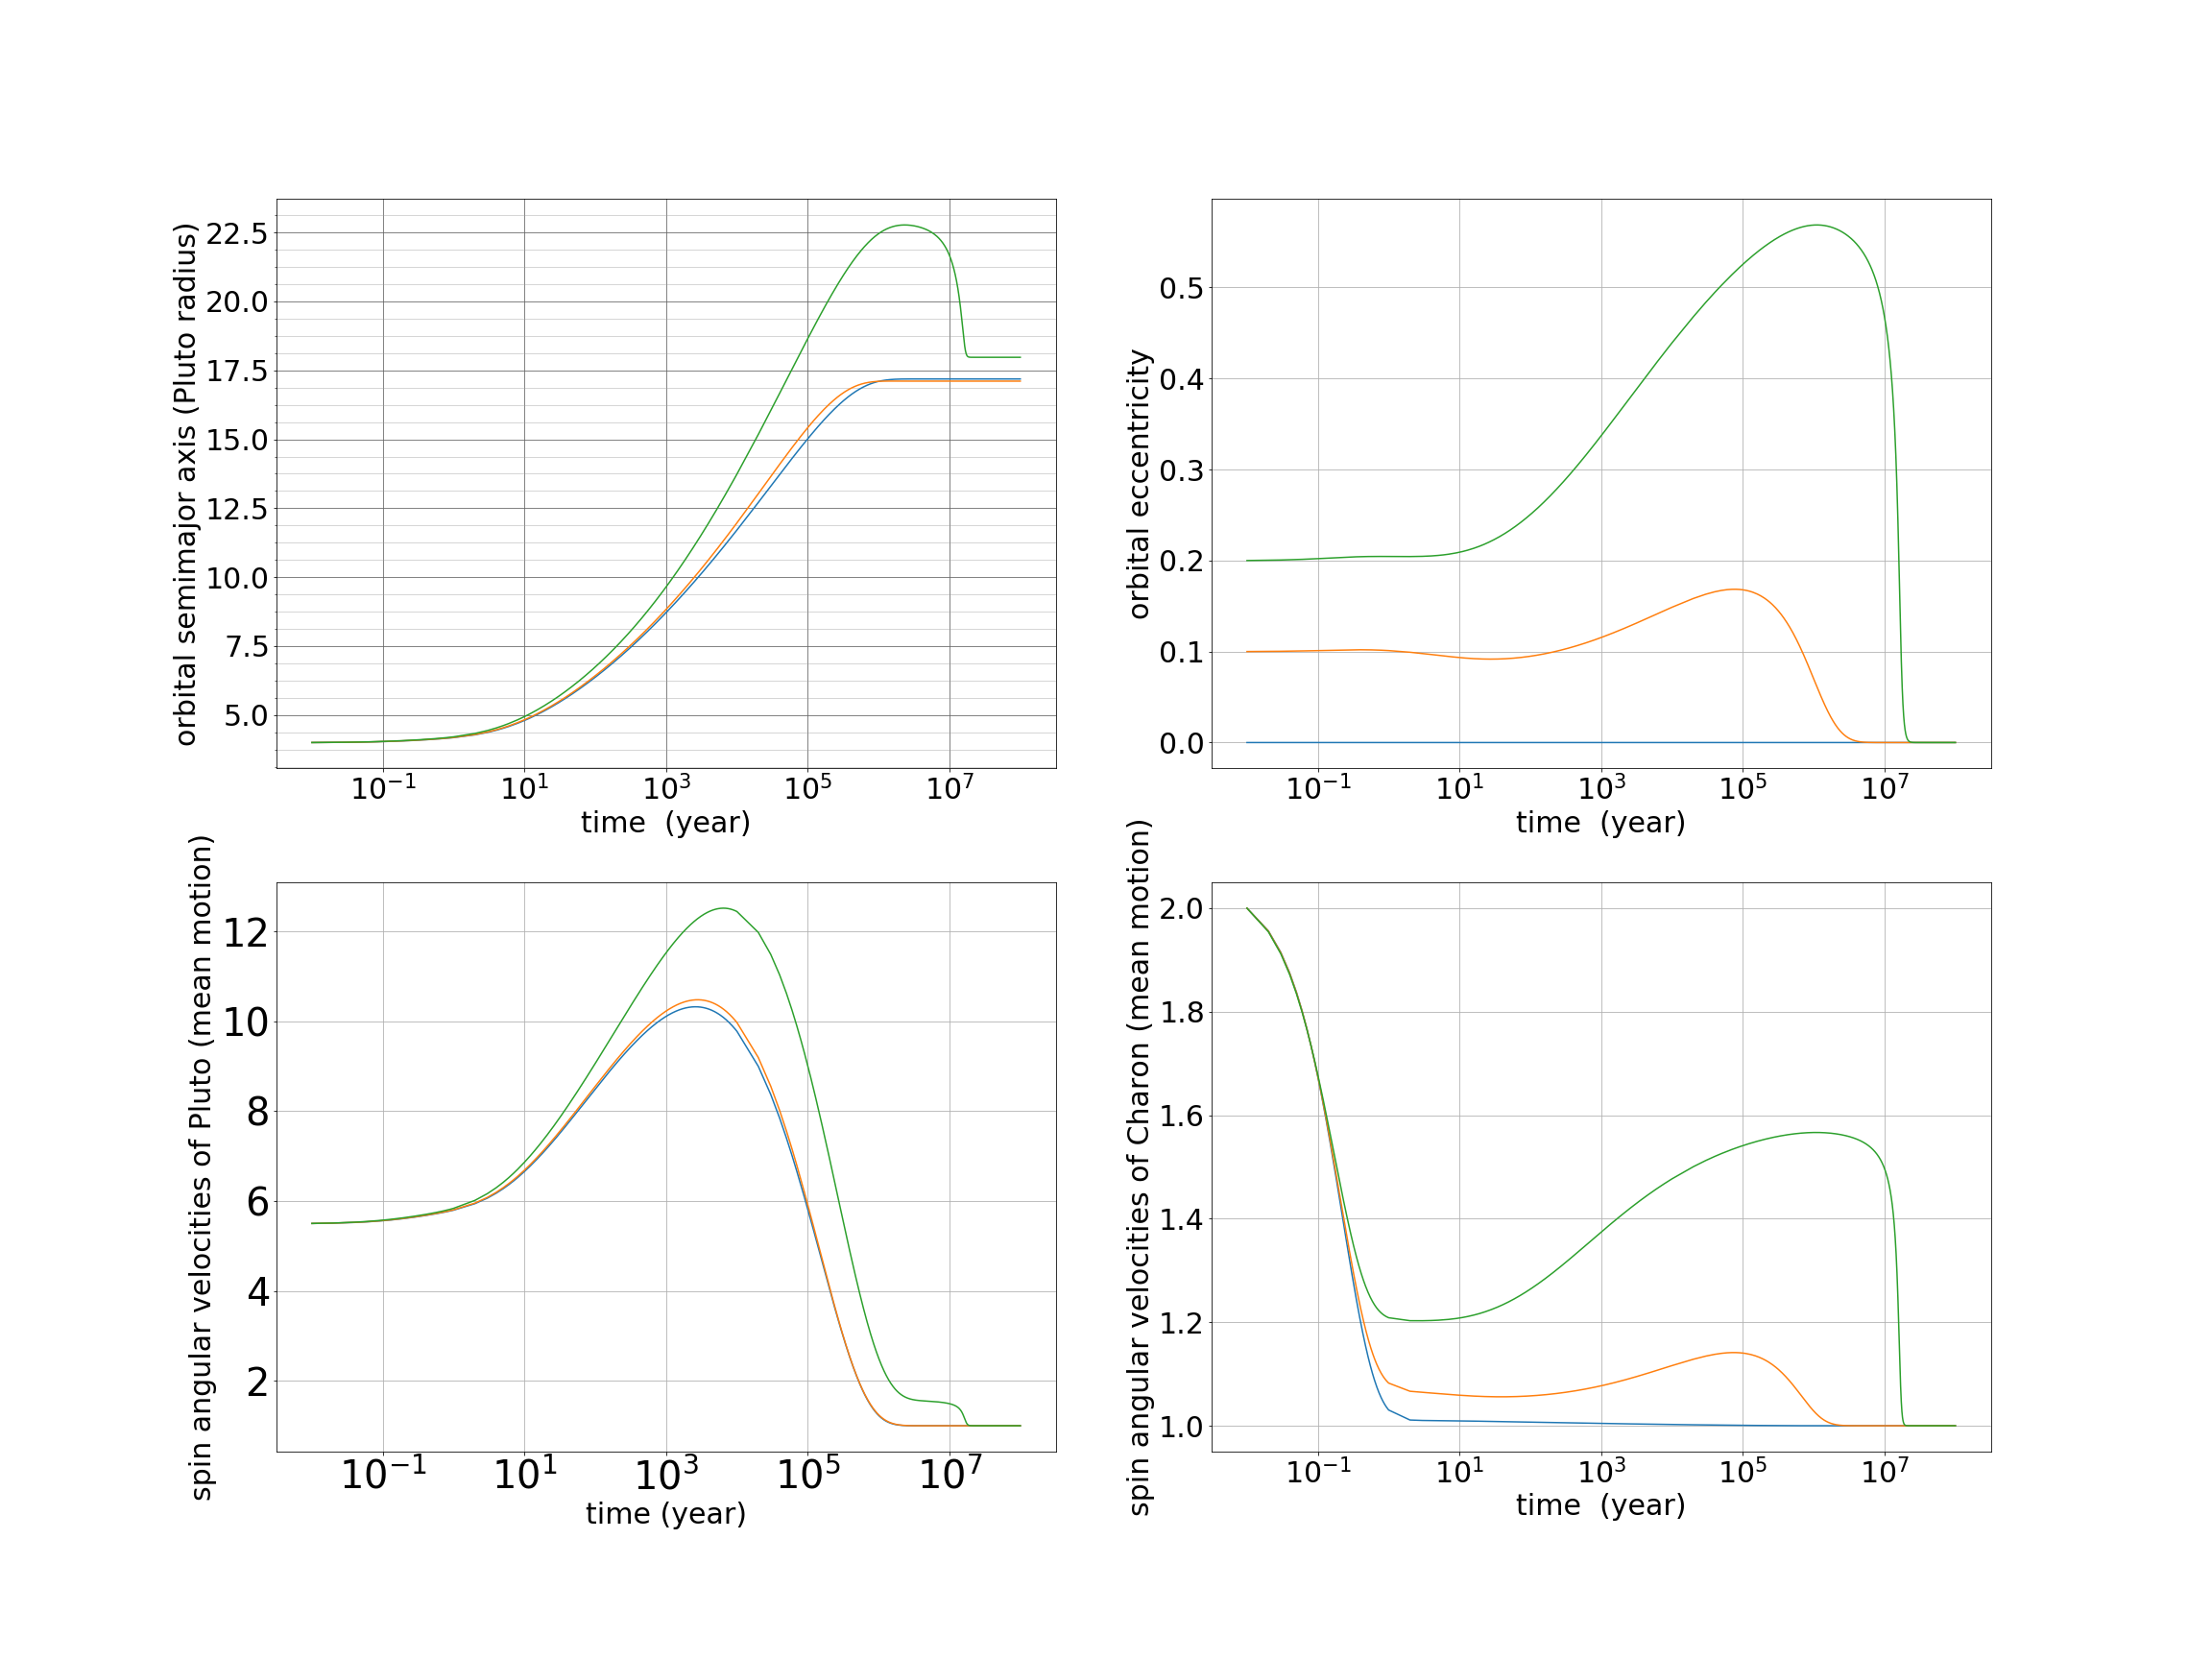 orbital semimajor axis (Pluto radius)
22.5
20.0
17.5
15.0
12.5
10.0
7.5
5.0
10⁻¹ 10¹ 10³ 10⁵ 10⁷
time (year)
orbital eccentricity
0.5
0.4
0.3
0.2
0.1
0.0
10⁻¹ 10¹ 10³ 10⁵ 10⁷
time (year)
spin angular velocities of Pluto (mean motion)
12
10
8
6
4
2
10⁻¹ 10¹ 10³ 10⁵ 10⁷
time (year)
spin angular velocities of Charon (mean motion)
2.0
1.8
1.6
1.4
1.2
1.0
10⁻¹ 10¹ 10³ 10⁵ 10⁷
time (year)